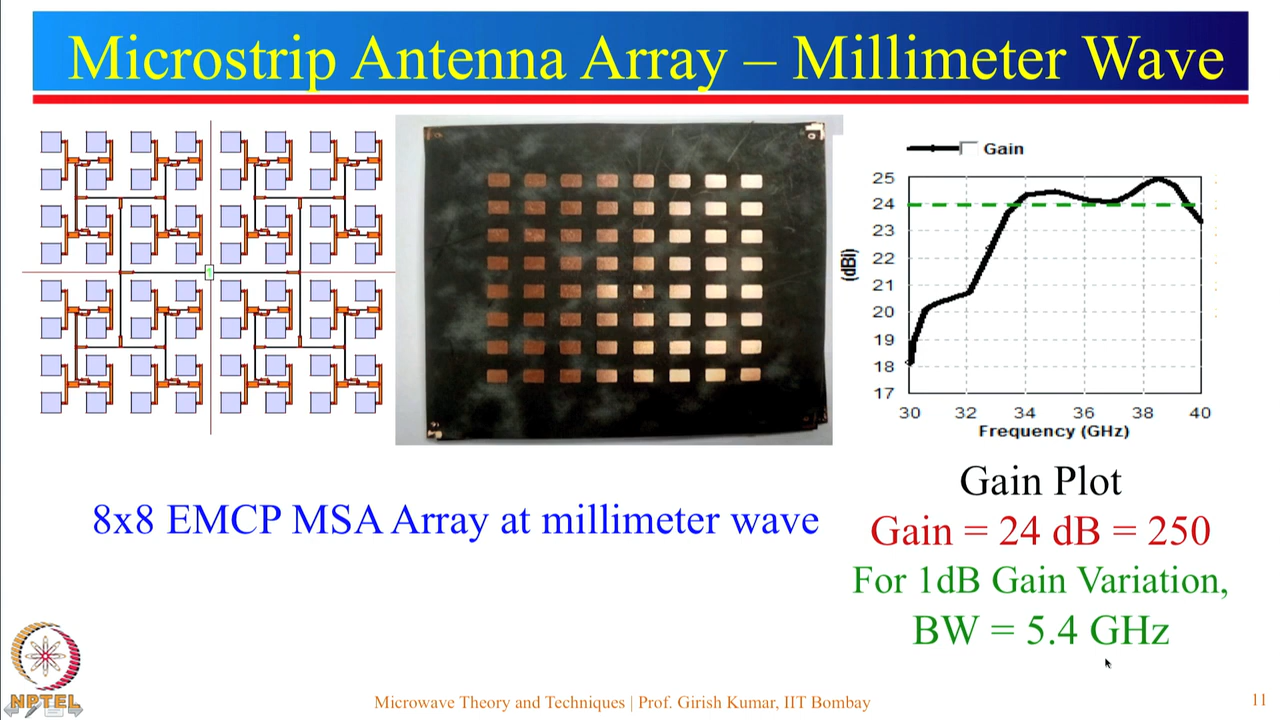 Microstrip Antenna Array – Millimeter Wave
Gain
25
24
23
22
21
20
19
18
17
(dBi)
30 32 34 36 38 40
Frequency (GHz)
Gain Plot
8x8 EMCP MSA Array at millimeter wave
Gain = 24 dB = 250
For 1dB Gain Variation,
BW = 5.4 GHz
NPTEL
Microwave Theory and Techniques | Prof. Girish Kumar, IIT Bombay
11